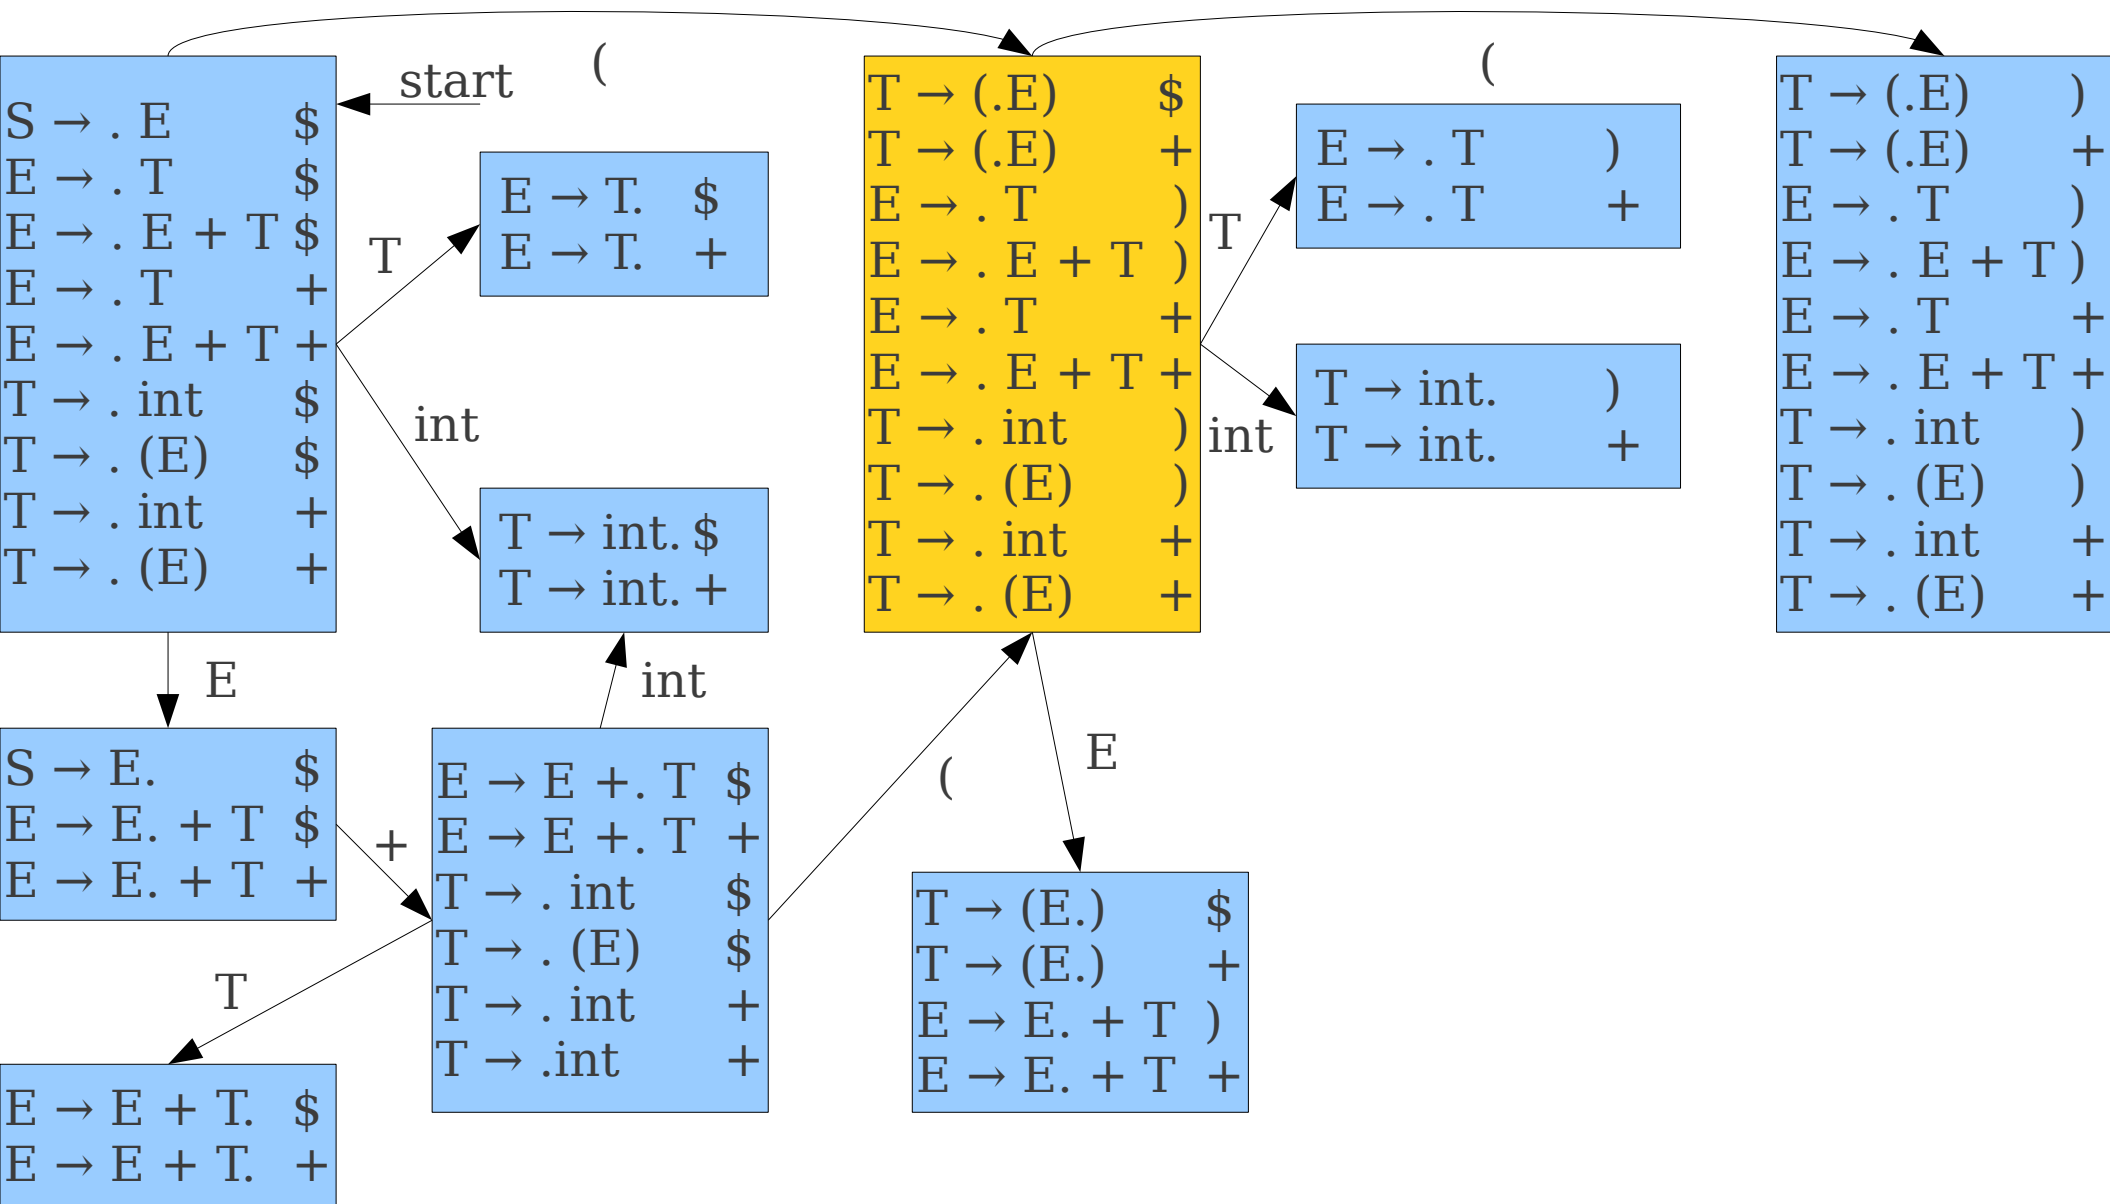 start
(
(
S → . E $
E → . T $
E → . E + T $
E → . T +
E → . E + T +
T → . int $
T → . (E) $
T → . int +
T → . (E) +
T
E → T. $
E → T. +
int
T → int. $
T → int. +
T → (.E) $
T → (.E) +
E → . T )
E → . E + T )
E → . T +
E → . E + T +
T → . int )
T → . (E) )
T → . int +
T → . (E) +
T
E → . T )
E → . T +
int
T → int. )
T → int. +
T → (.E) )
T → (.E) +
E → . T )
E → . E + T )
E → . T +
E → . E + T +
T → . int )
T → . (E) )
T → . int +
T → . (E) +
E
int
S → E. $
E → E. + T $
E → E. + T +
+
E → E +. T $
E → E +. T +
T → . int $
T → . (E) $
T → . int +
T → .int +
(
E
T → (E.) $
T → (E.) +
E → E. + T )
E → E. + T +
T
E → E + T. $
E → E + T. +